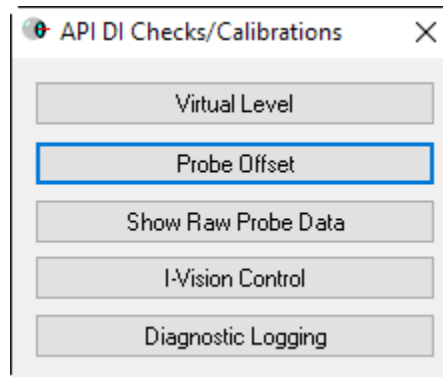 API DI Checks/Calibrations
Virtual Level
Probe Offset
Show Raw Probe Data
I-Vision Control
Diagnostic Logging